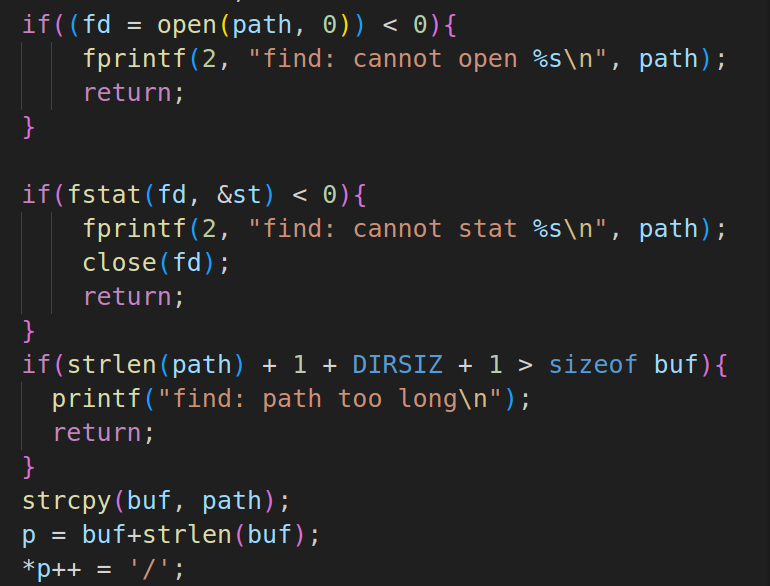 if((fd = open(path, 0)) < 0){
        fprintf(2, "find: cannot open %s\n", path);
        return;
}
if(fstat(fd, &st) < 0){
        fprintf(2, "find: cannot stat %s\n", path);
        close(fd);
        return;
}
if(strlen(path) + 1 + DIRSIZ + 1 > sizeof buf){
    printf("find: path too long\n");
    return;
}
strcpy(buf, path);
p = buf+strlen(buf);
*p++ = '/';